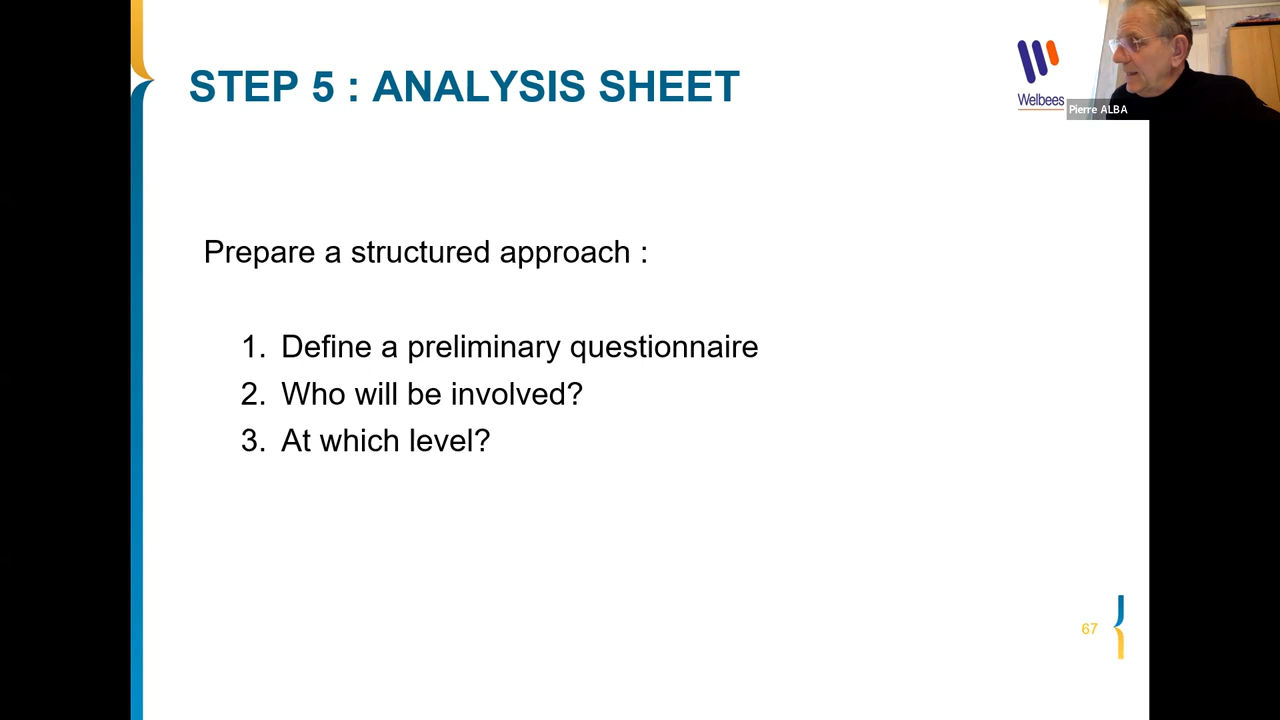 STEP 5 : ANALYSIS SHEET
Welbees
Pierre ALBA
Prepare a structured approach :
1. Define a preliminary questionnaire
2. Who will be involved?
3. At which level?
67